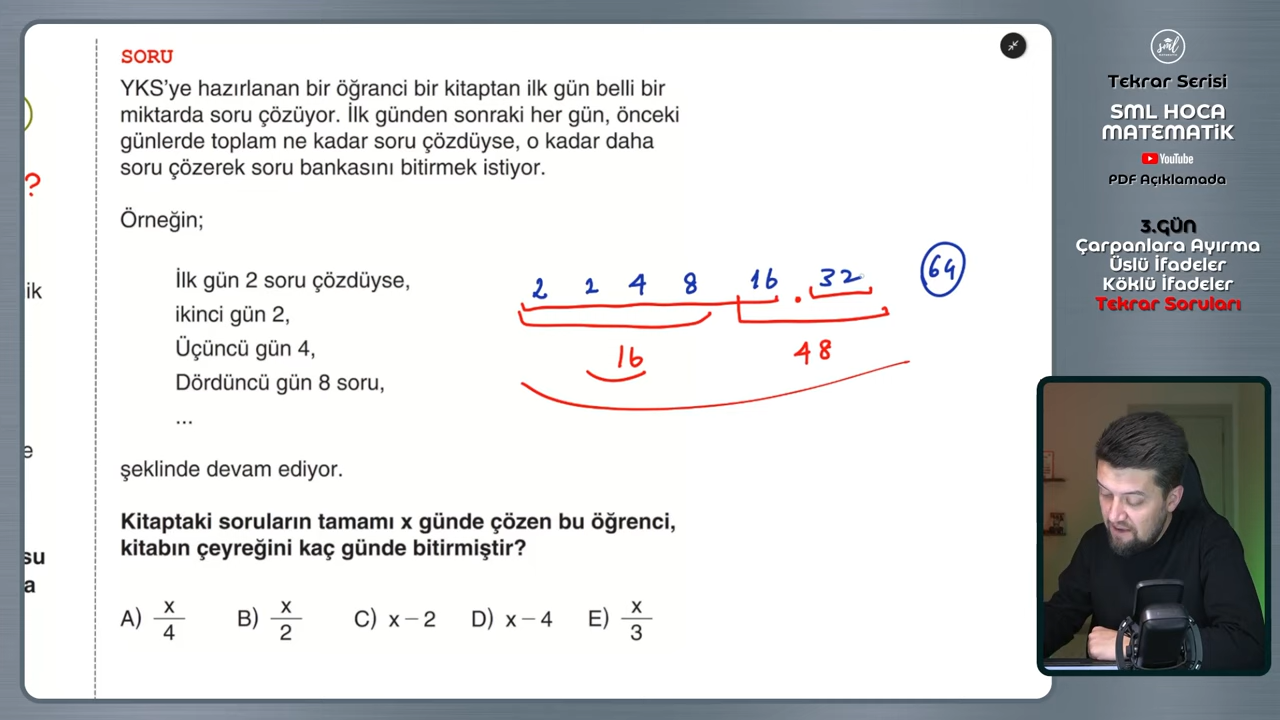 SORU
YKS'ye hazırlanan bir öğranci bir kitaptan ilk gün belli bir
miktarda soru çözüyor. İlk günden sonraki her gün, önceki
günlerde toplam ne kadar soru çözdüyse, o kadar daha
soru çözerek soru bankasını bitirmek istiyor.
Örneğin;
İlk gün 2 soru çözdüyse,
ikinci gün 2,
Üçüncü gün 4,
Dördüncü gün 8 soru,
...
şeklinde devam ediyor.
Kitaptaki soruların tamamı x günde çözen bu öğrenci,
kitabın çeyreğini kaç günde bitirmiştir?
A) x/4 B) x/2 C) x – 2 D) x – 4 E) x/3
2 2 4 8 16 . 32 64
16 48
?
ik
e
su
a
sml
Tekrar Serisi
SML HOCA
MATEMATİK
YouTube
PDF Açıklamada
3.GÜN
Çarpanlara Ayırma
Üslü İfadeler
Köklü İfadeler
Tekrar Soruları